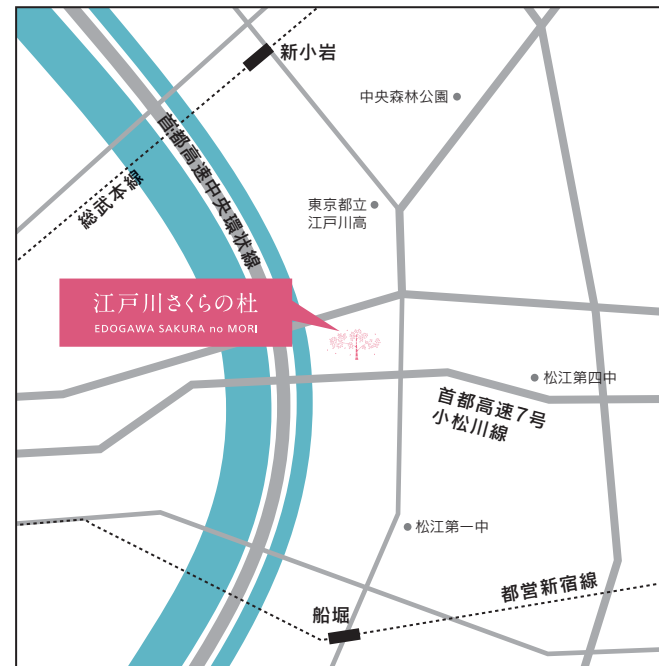 新小岩
中央森林公園
首都高速中央環状線
総武本線
東京都立
江戸川高
江戸川さくらの杜
EDOGAWA SAKURA no MORI
松江第四中
首都高速7号
小松川線
松江第一中
都営新宿線
船堀